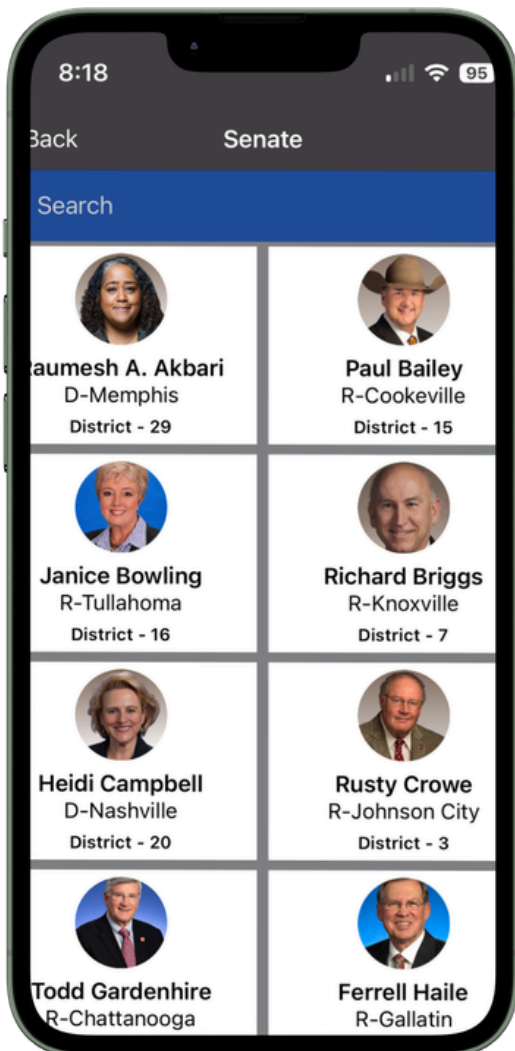 8:18
95
Back
Senate
Search
Raumesh A. Akbari
D-Memphis
District - 29
Paul Bailey
R-Cookeville
District - 15
Janice Bowling
R-Tullahoma
District - 16
Richard Briggs
R-Knoxville
District - 7
Heidi Campbell
D-Nashville
District - 20
Rusty Crowe
R-Johnson City
District - 3
Todd Gardenhire
R-Chattanooga
Ferrell Haile
R-Gallatin